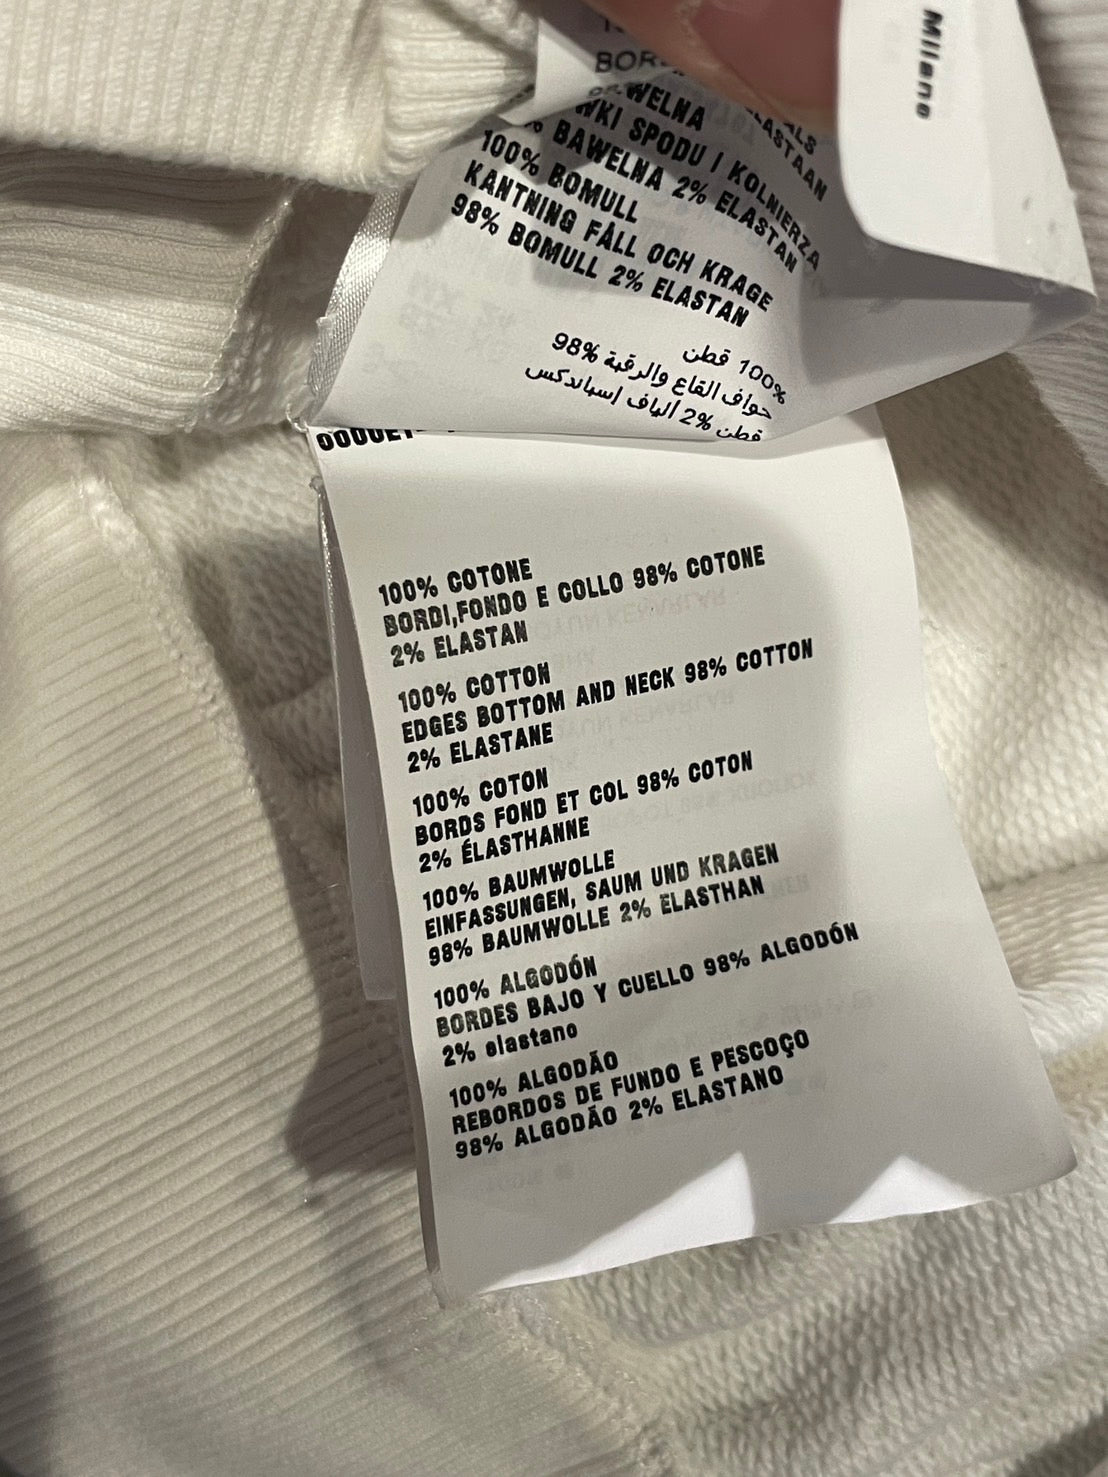 Milano
BOR
WELNA
WKI SPODU I KOLNIERZA
% BAWELNA 2% ELASTAN
100% BOMULL
KANTNING FÅLL OCH KRAGE
98% BOMULL 2% ELASTAN
100% قطن
حواف القاع والرقبة 98%
قطن 2% ألياف إسباندكس
100% COTONE
BORDI,FONDO E COLLO 98% COTONE
2% ELASTAN
100% COTTON
EDGES BOTTOM AND NECK 98% COTTON
2% ELASTANE
100% COTON
BORDS FOND ET COL 98% COTON
2% ÉLASTHANNE
100% BAUMWOLLE
EINFASSUNGEN, SAUM UND KRAGEN
98% BAUMWOLLE 2% ELASTHAN
100% ALGODÓN
BORDES BAJO Y CUELLO 98% ALGODÓN
2% elastano
100% ALGODÃO
REBORDOS DE FUNDO E PESCOÇO
98% ALGODÃO 2% ELASTANO